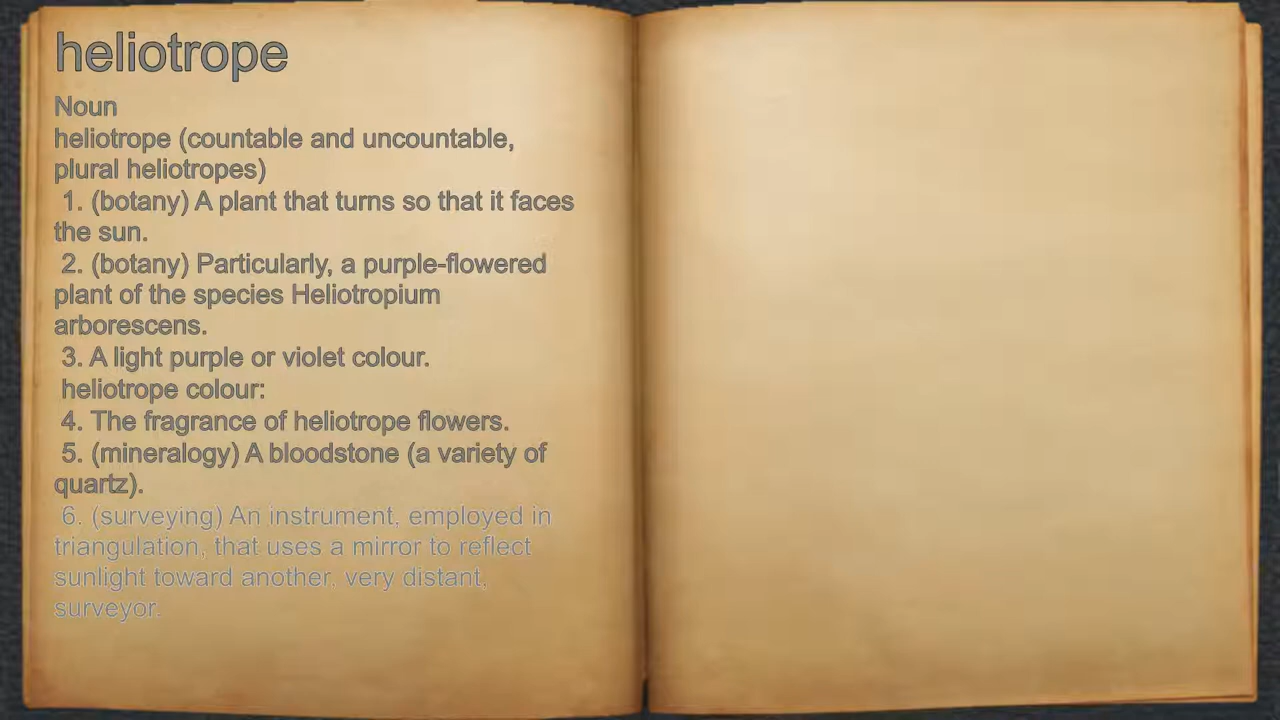 heliotrope
Noun
heliotrope (countable and uncountable,
plural heliotropes)
1. (botany) A plant that turns so that it faces
the sun.
2. (botany) Particularly, a purple-flowered
plant of the species Heliotropium
arborescens.
3. A light purple or violet colour.
heliotrope colour:
4. The fragrance of heliotrope flowers.
5. (mineralogy) A bloodstone (a variety of
quartz).
6. (surveying) An instrument, employed in
triangulation, that uses a mirror to reflect
sunlight toward another, very distant,
surveyor.